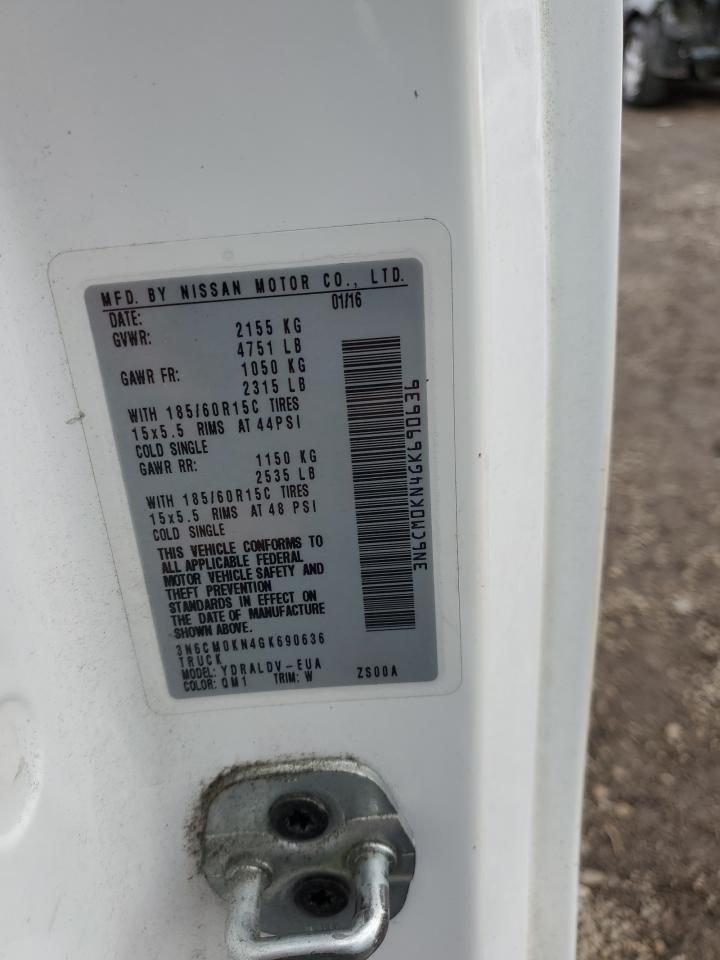 MFD. BY NISSAN MOTOR CO., LTD.
DATE: 01/16
GVWR: 2155 KG
4751 LB
GAWR FR: 1050 KG
2315 LB
WITH 185/60R15C TIRES
15x5.5 RIMS AT 44PSI
COLD SINGLE
GAWR RR: 1150 KG
2535 LB
WITH 185/60R15C TIRES
15x5.5 RIMS AT 48 PSI
COLD SINGLE
THIS VEHICLE CONFORMS TO
ALL APPLICABLE FEDERAL
MOTOR VEHICLE SAFETY AND
THEFT PREVENTION
STANDARDS IN EFFECT ON
THE DATE OF MANUFACTURE
SHOWN ABOVE.
3N6CM0KN4GK690636
TRUCK
MODEL: YDRALDV-EUA
COLOR: QM1 TRIM: W ZS00A
3N6CM0KN4GK690636